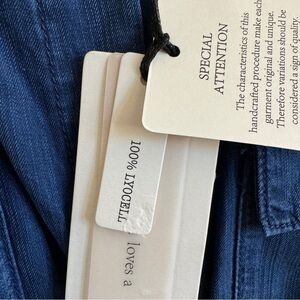 SPECIAL
ATTENTION
The characteristics of this
handcrafted procedure make each
garment original and unique.
Therefore variations should be
considered a sign of quality
100% LYOCELL
loves a